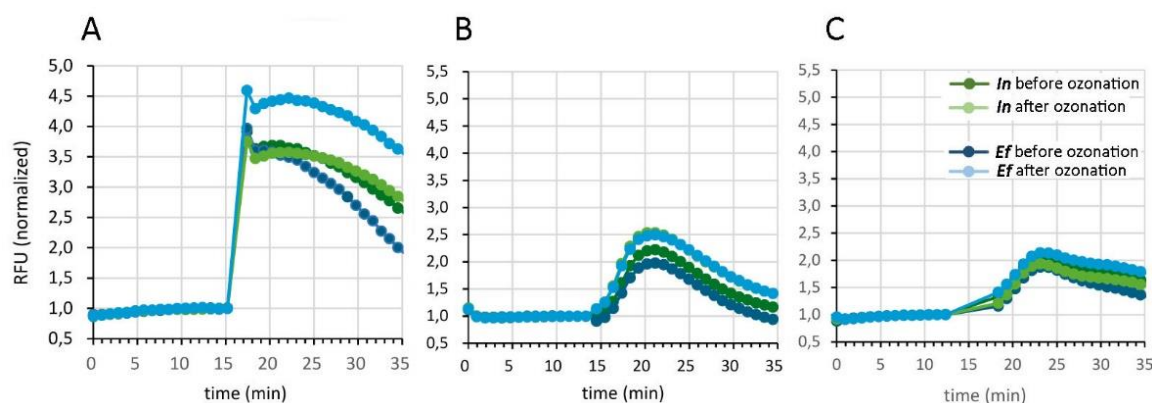 A
B
C
RFU (normalized)
5,0
4,5
4,0
3,5
3,0
2,5
2,0
1,5
1,0
0,5
0 5 10 15 20 25 30 35
time (min)
5,5
5,0
4,5
4,0
3,5
3,0
2,5
2,0
1,5
1,0
0,5
0 5 10 15 20 25 30 35
time (min)
5,5
5,0
4,5
4,0
3,5
3,0
2,5
2,0
1,5
1,0
0,5
0 5 10 15 20 25 30 35
time (min)
In before ozonation
In after ozonation
Ef before ozonation
Ef after ozonation